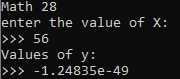 Math 28
enter the value of X:
>>> 56
Values of y:
>>> -1.24835e-49